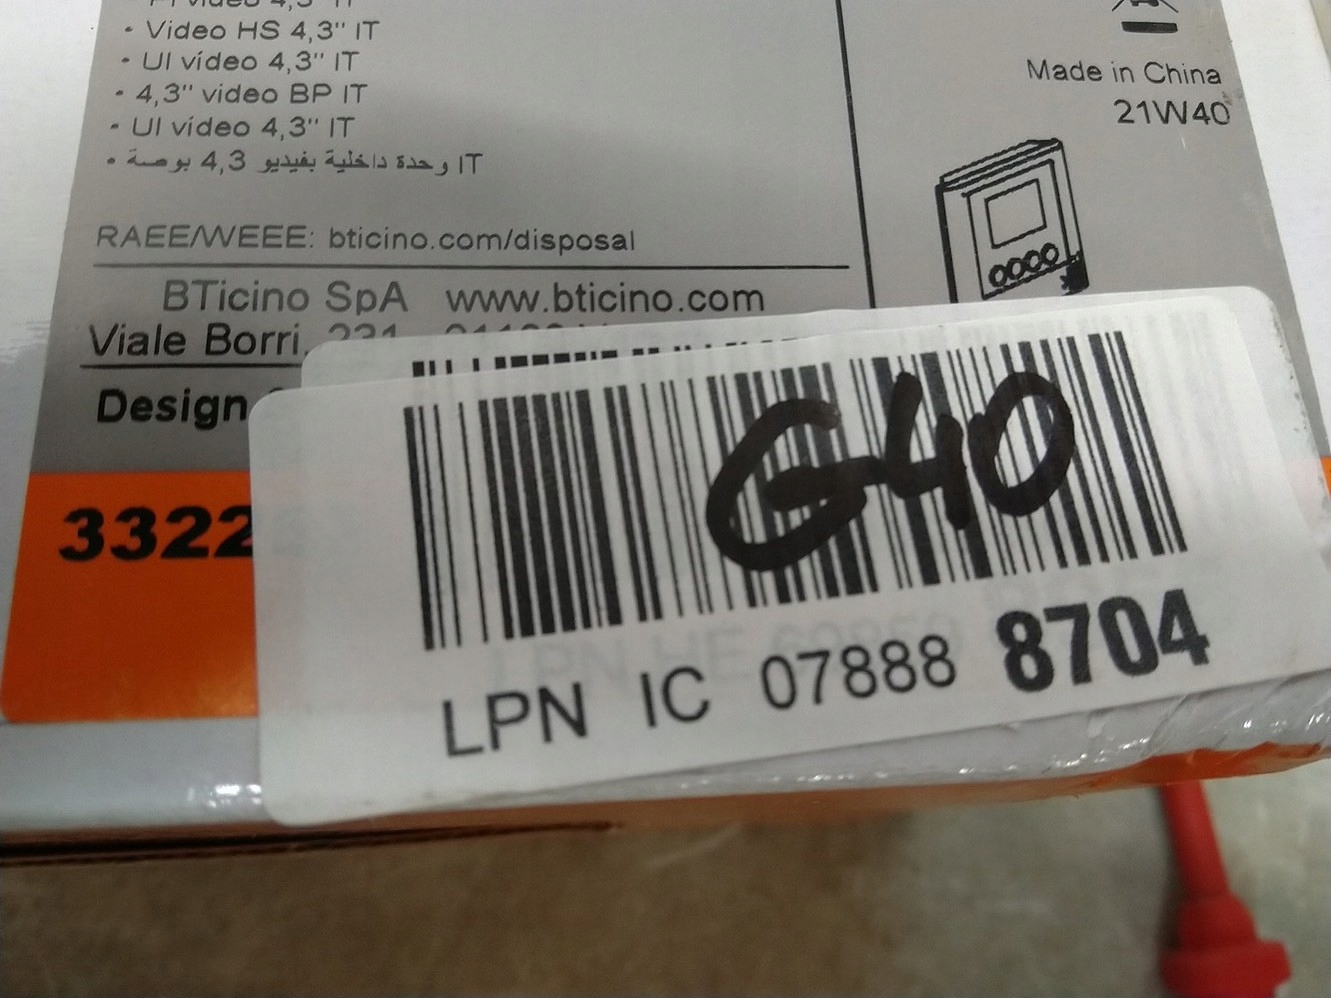 • Video HS 4,3" IT
• UI vídeo 4,3" IT
• 4,3" video BP IT
• UI vídeo 4,3" IT
• وحدة داخلية بفيديو 4,3 بوصة IT
RAEE/WEEE: bticino.com/disposal
BTicino SpA www.bticino.com
Viale Borri, 231
Design
Made in China
21W40
3322
G40
LPN IC 07888 8704